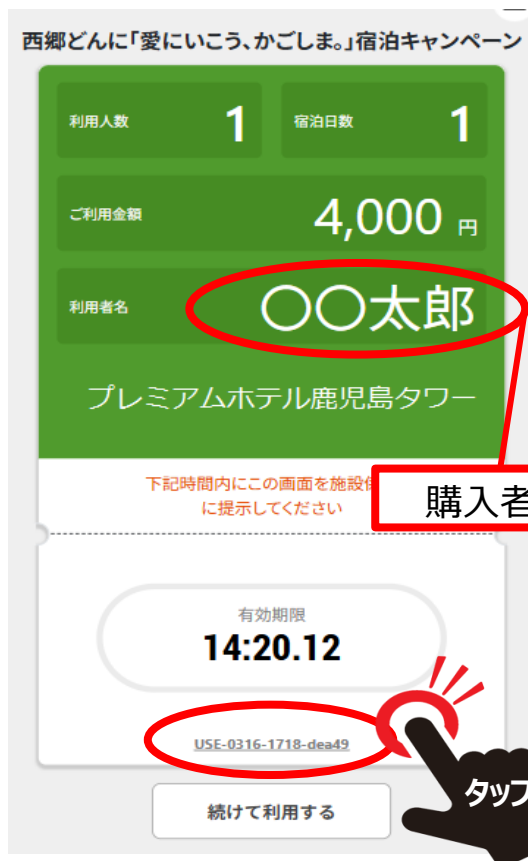 西郷どんに「愛にいこう、かごしま。」宿泊キャンペーン
利用人数 1 宿泊日数 1
ご利用金額 4,000 円
利用者名 〇〇太郎
プレミアムホテル鹿児島タワー
下記時間内にこの画面を施設
に提示してください
購入者
有効期限
14:20.12
USE-0316-1718-dea49
タップ
続けて利用する